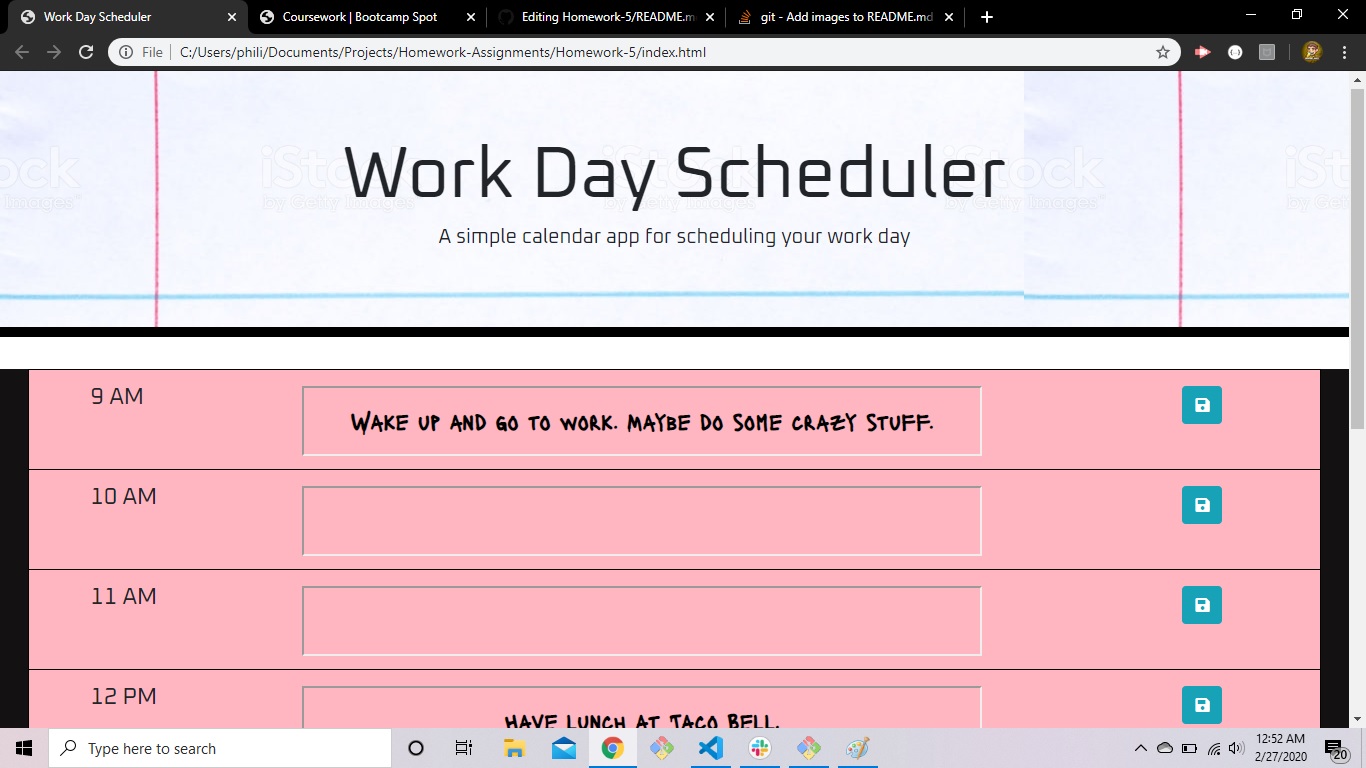 Work Day Scheduler
Coursework | Bootcamp Spot
Editing Homework-5/README.m
git - Add images to README.md
File
C:/Users/phili/Documents/Projects/Homework-Assignments/Homework-5/index.html
iStock
by Getty Images
Work Day Scheduler
A simple calendar app for scheduling your work day
9 AM
WAKE UP AND GO TO WORK. MAYBE DO SOME CRAZY STUFF.
10 AM
11 AM
12 PM
HAVE LUNCH AT TACO BELL.
Type here to search
12:52 AM
2/27/2020
20